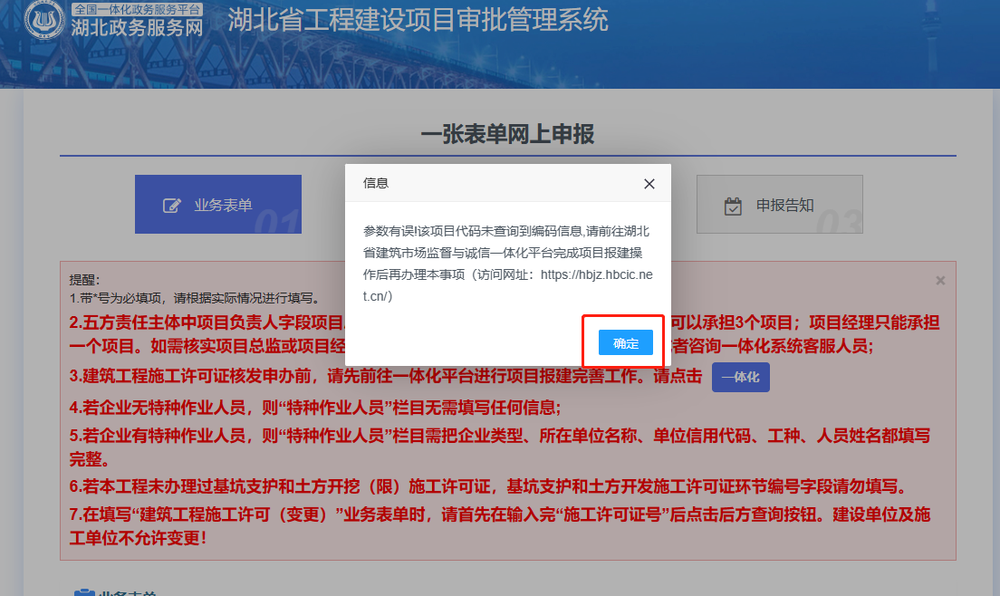 全国一体化政务服务平台
湖北政务服务网
湖北省工程建设项目审批管理系统
一张表单网上申报
业务表单
01
申报告知
03
信息
参数有误!该项目代码未查询到编码信息,请前往湖北
省建筑市场监督与诚信一体化平台完成项目报建操
作后再办理本事项（访问网址：https://hbjz.hbcic.ne
t.cn/）
确定
提醒：
1.带*号为必填项，请根据实际情况进行填写。
2.五方责任主体中项目负责人字段项目
可以承担3个项目；项目经理只能承担
一个项目。如需核实项目总监或项目经
者咨询一体化系统客服人员;
3.建筑工程施工许可证核发申办前，请先前往一体化平台进行项目报建完善工作。请点击 一体化
4.若企业无特种作业人员，则“特种作业人员”栏目无需填写任何信息;
5.若企业有特种作业人员，则“特种作业人员”栏目需把企业类型、所在单位名称、单位信用代码、工种、人员姓名都填写
完整。
6.若本工程未办理过基坑支护和土方开挖（限）施工许可证，基坑支护和土方开发施工许可证环节编号字段请勿填写。
7.在填写“建筑工程施工许可（变更）”业务表单时，请首先在输入完“施工许可证号”后点击后方查询按钮。建设单位及施
工单位不允许变更！
业务表单